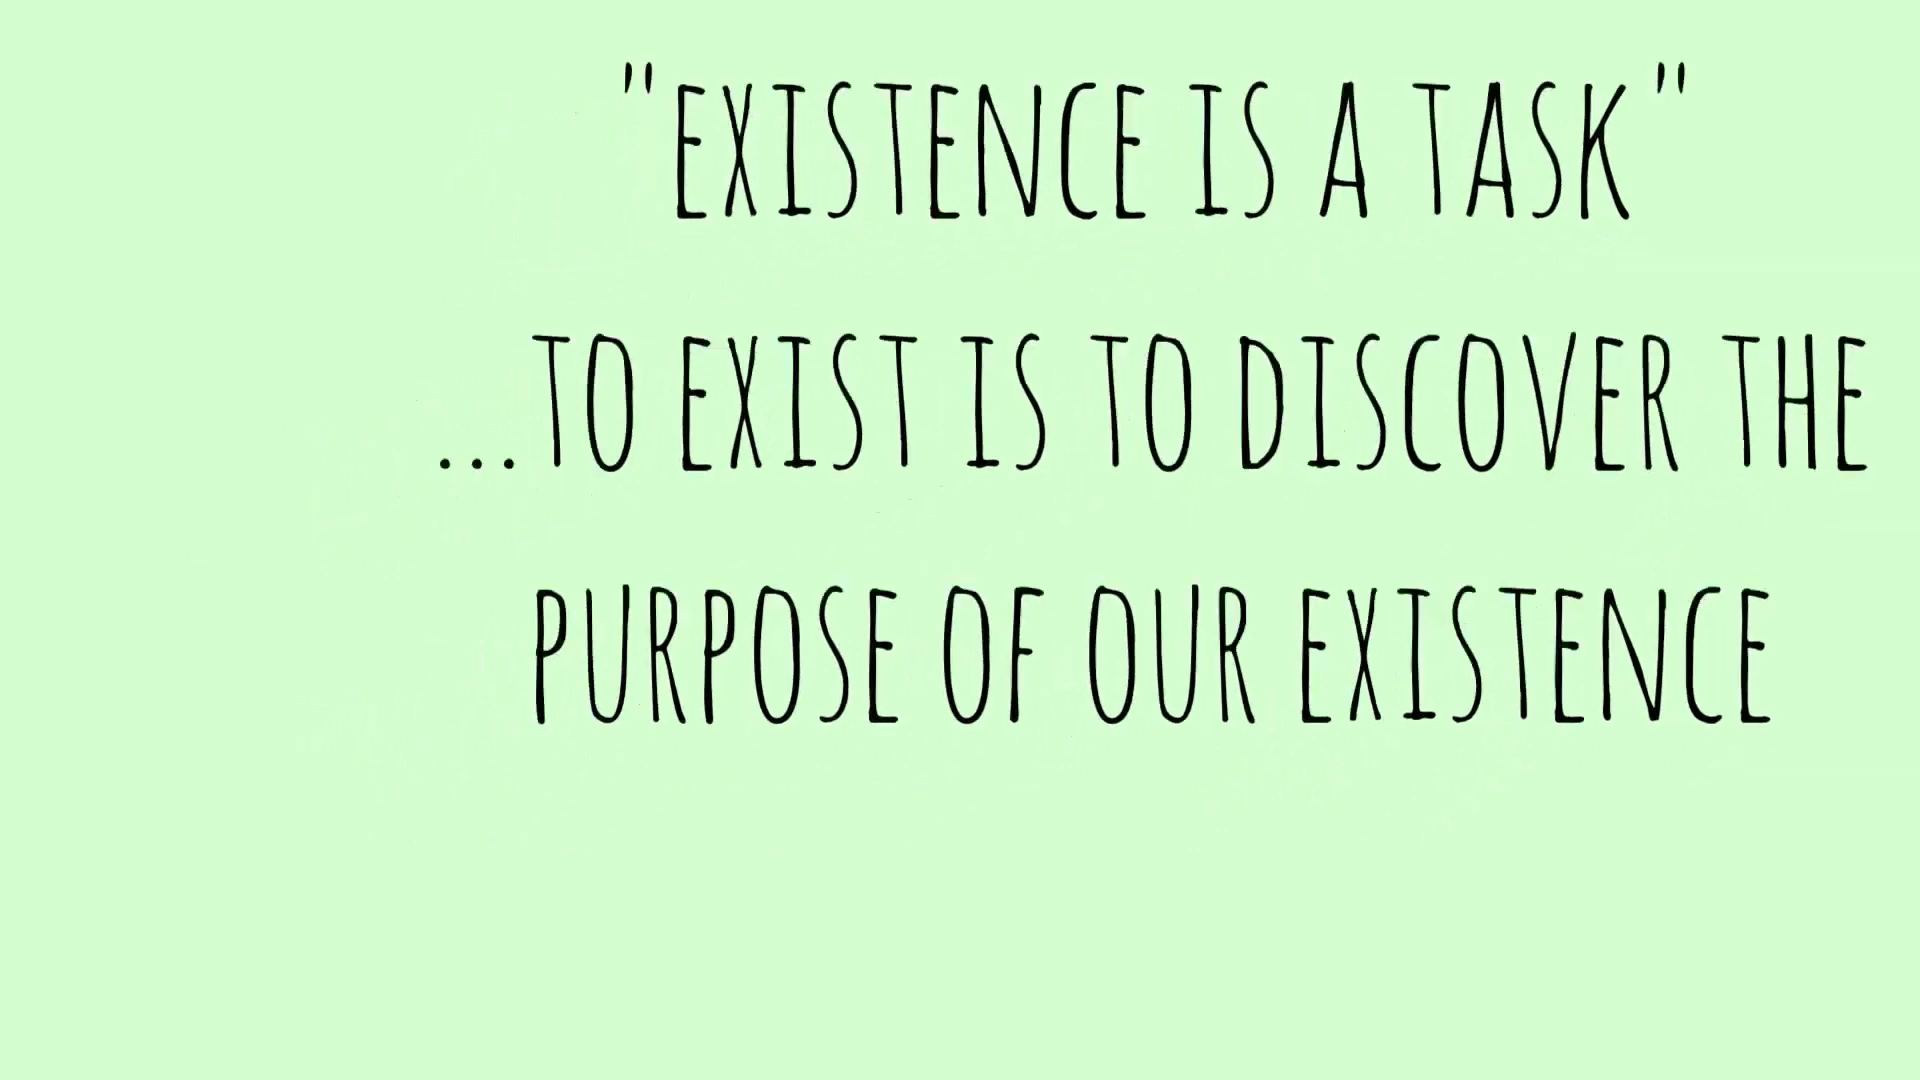 "EXISTENCE IS A TASK"
...TO EXIST IS TO DISCOVER THE
PURPOSE OF OUR EXISTENCE